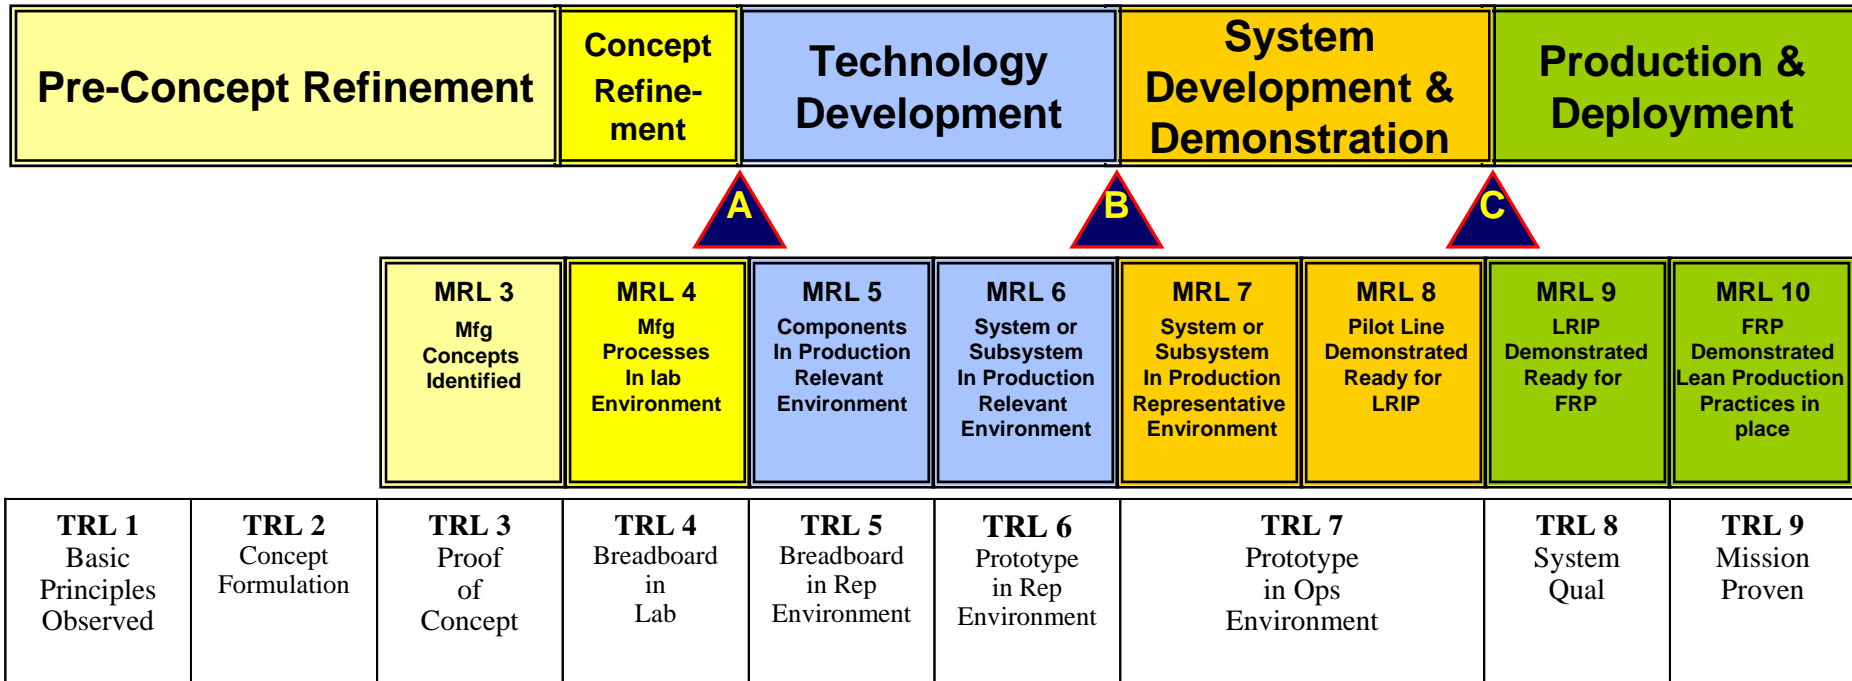 Pre-Concept Refinement
Concept
Refine-
ment
Technology
Development
System
Development &
Demonstration
Production &
Deployment
A
B
C
MRL 3
Mfg
Concepts
Identified
MRL 4
Mfg
Processes
In lab
Environment
MRL 5
Components
In Production
Relevant
Environment
MRL 6
System or
Subsystem
In Production
Relevant
Environment
MRL 7
System or
Subsystem
In Production
Representative
Environment
MRL 8
Pilot Line
Demonstrated
Ready for
LRIP
MRL 9
LRIP
Demonstrated
Ready for
FRP
MRL 10
FRP
Demonstrated
Lean Production
Practices in
place
TRL 1
Basic
Principles
Observed
TRL 2
Concept
Formulation
TRL 3
Proof
of
Concept
TRL 4
Breadboard
in
Lab
TRL 5
Breadboard
in Rep
Environment
TRL 6
Prototype
in Rep
Environment
TRL 7
Prototype
in Ops
Environment
TRL 8
System
Qual
TRL 9
Mission
Proven